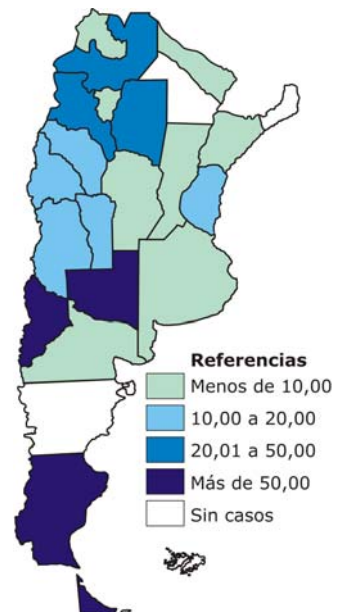 Referencias
Menos de 10,00
10,00 a 20,00
20,01 a 50,00
Más de 50,00
Sin casos